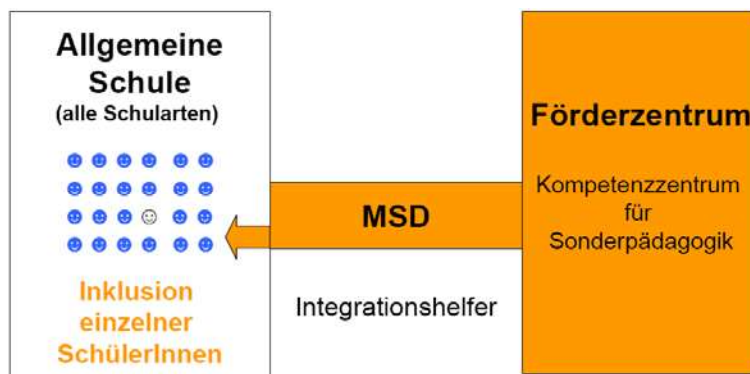 Allgemeine
Schule
(alle Schularten)
Inklusion
einzelner
SchülerInnen
MSD
Integrationshelfer
Förderzentrum
Kompetenzzentrum
für
Sonderpädagogik